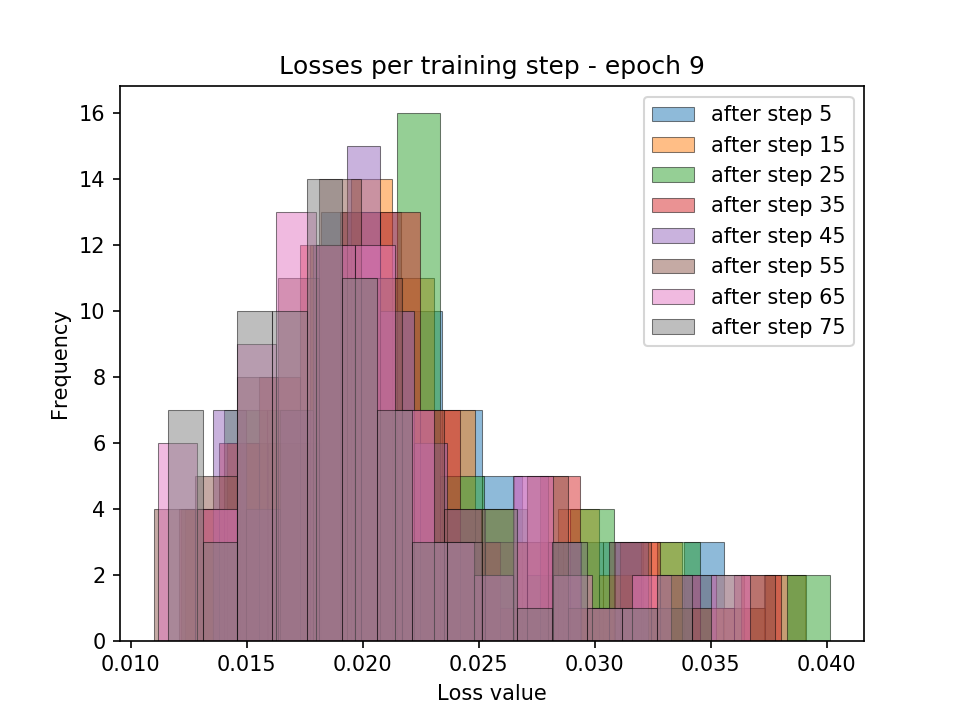 Losses per training step - epoch 9
Frequency
16
14
12
10
8
6
4
2
0
after step 5
after step 15
after step 25
after step 35
after step 45
after step 55
after step 65
after step 75
0.010 0.015 0.020 0.025 0.030 0.035 0.040
Loss value